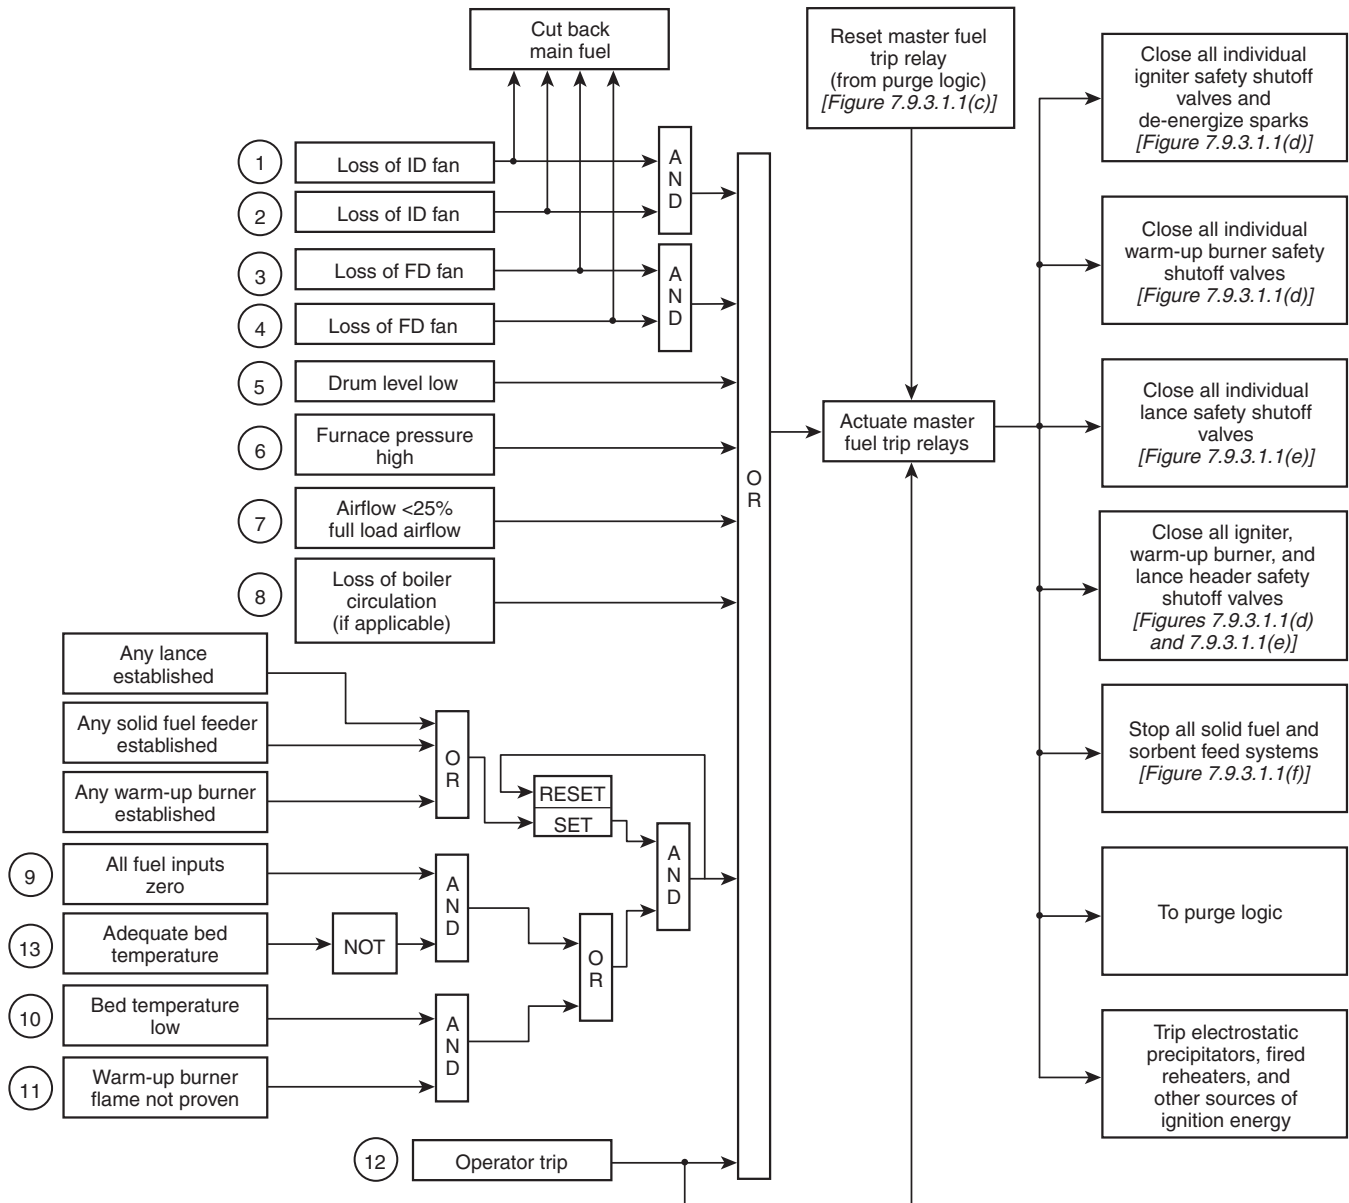 Cut back
main fuel
Reset master fuel
trip relay
(from purge logic)
[Figure 7.9.3.1.1(c)]
Close all individual
igniter safety shutoff
valves and
de-energize sparks
[Figure 7.9.3.1.1(d)]
1
Loss of ID fan
2
Loss of ID fan
AND
3
Loss of FD fan
4
Loss of FD fan
AND
5
Drum level low
6
Furnace pressure
high
7
Airflow <25%
full load airflow
8
Loss of boiler
circulation
(if applicable)
OR
Actuate master
fuel trip relays
Close all individual
warm-up burner safety
shutoff valves
[Figure 7.9.3.1.1(d)]
Close all individual
lance safety shutoff
valves
[Figure 7.9.3.1.1(e)]
Close all igniter,
warm-up burner, and
lance header safety
shutoff valves
[Figures 7.9.3.1.1(d)
and 7.9.3.1.1(e)]
Any lance
established
Any solid fuel feeder
established
Any warm-up burner
established
OR
RESET
SET
AND
9
All fuel inputs
zero
13
Adequate bed
temperature
NOT
AND
OR
10
Bed temperature
low
11
Warm-up burner
flame not proven
AND
12
Operator trip
Stop all solid fuel and
sorbent feed systems
[Figure 7.9.3.1.1(f)]
To purge logic
Trip electrostatic
precipitators, fired
reheaters, and
other sources of
ignition energy